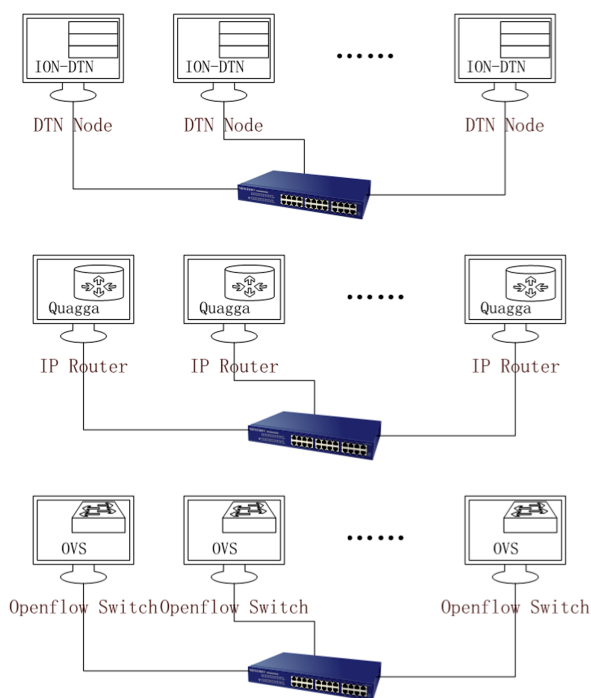 ION-DTN ION-DTN ION-DTN
DTN Node DTN Node DTN Node
Quagga Quagga Quagga
IP Router IP Router IP Router
OVS OVS OVS
Openflow Switch Openflow Switch Openflow Switch